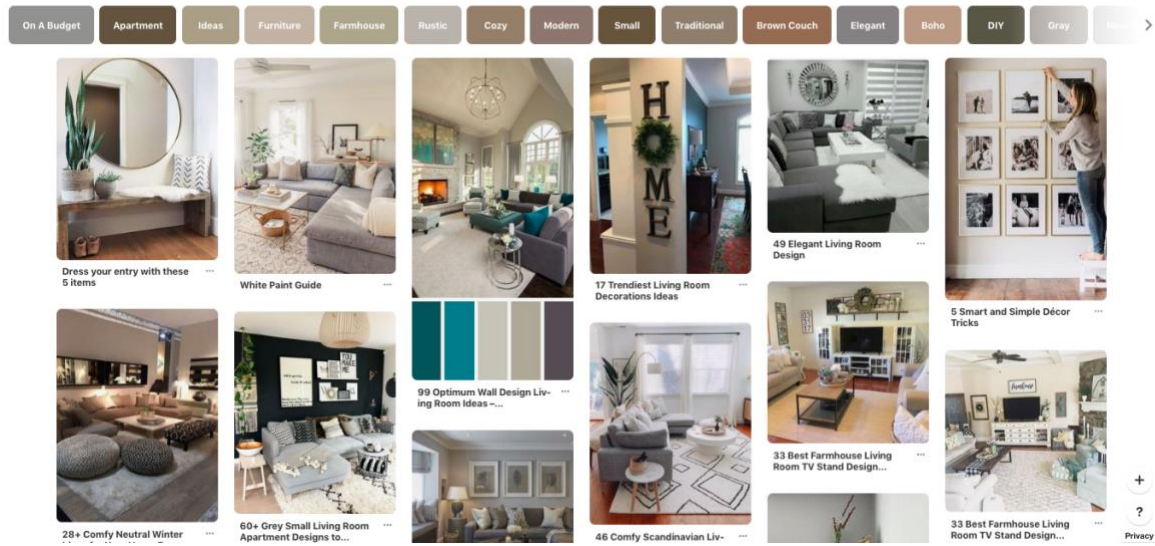 On A Budget
Apartment
Ideas
Furniture
Farmhouse
Rustic
Cozy
Modern
Small
Traditional
Brown Couch
Elegant
Boho
DIY
Gray
Dress your entry with these
5 items
White Paint Guide
99 Optimum Wall Design Liv-
ing Room Ideas –...
HOME
17 Trendiest Living Room
Decorations Ideas
49 Elegant Living Room
Design
5 Smart and Simple Décor
Tricks
28+ Comfy Neutral Winter
60+ Grey Small Living Room
Apartment Designs to...
46 Comfy Scandinavian Liv-
33 Best Farmhouse Living
Room TV Stand Design...
33 Best Farmhouse Living
Room TV Stand Design...
+
?
Privacy